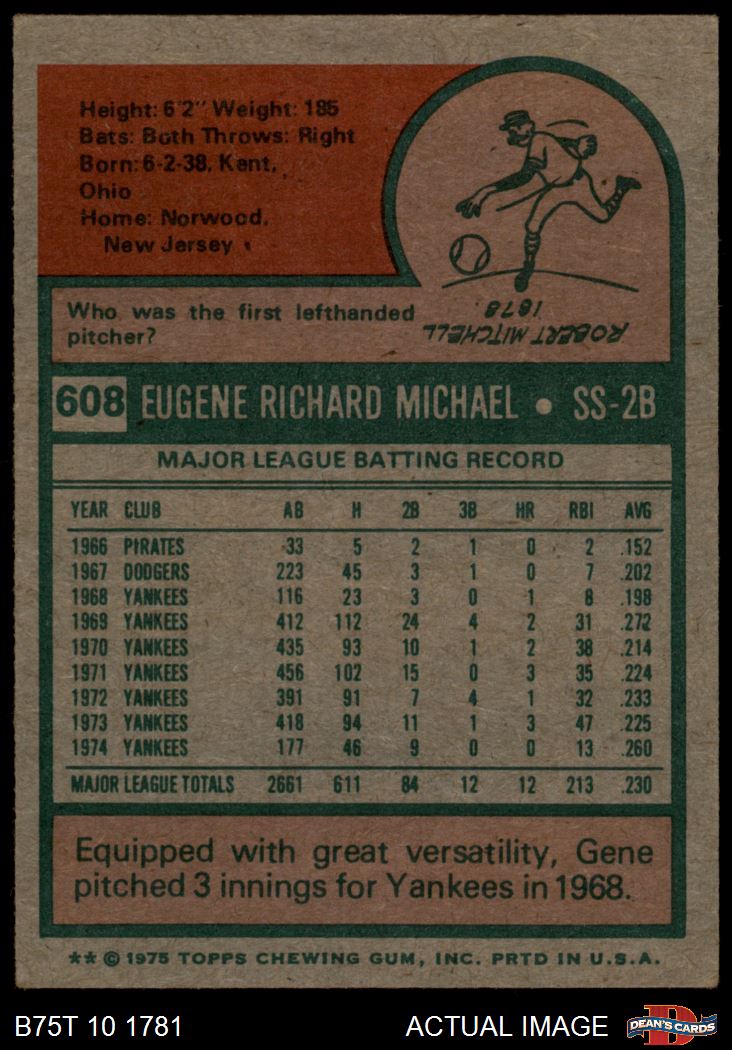 Height: 6'2" Weight: 185
Bats: Both Throws: Right
Born: 6-2-38, Kent,
Ohio
Home: Norwood,
New Jersey
Who was the first lefthanded
pitcher?
ROBERT MITCHELL
1878.
608 EUGENE RICHARD MICHAEL • SS-2B
MAJOR LEAGUE BATTING RECORD
YEAR CLUB AB H 2B 3B HR RBI AVG
1966 PIRATES 33 5 2 1 0 2 .152
1967 DODGERS 223 45 3 1 0 7 .202
1968 YANKEES 116 23 3 0 1 8 .198
1969 YANKEES 412 112 24 4 2 31 .272
1970 YANKEES 435 93 10 1 2 38 .214
1971 YANKEES 456 102 15 0 3 35 .224
1972 YANKEES 391 91 7 4 1 32 .233
1973 YANKEES 418 94 11 1 3 47 .225
1974 YANKEES 177 46 9 0 0 13 .260
MAJOR LEAGUE TOTALS 2661 611 84 12 12 213 .230
Equipped with great versatility, Gene
pitched 3 innings for Yankees in 1968.
** © 1975 TOPPS CHEWING GUM, INC. PRTD IN U.S.A.
B75T 10 1781 ACTUAL IMAGE D DEAN'S CARDS